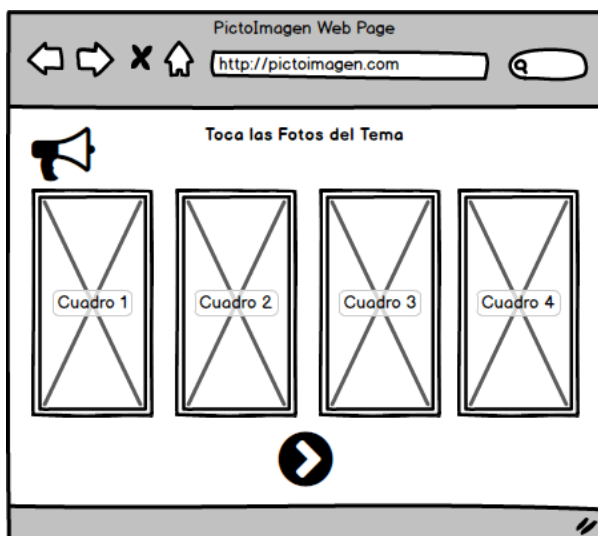 PictoImagen Web Page
http://pictoimagen.com
Toca las Fotos del Tema
Cuadro 1
Cuadro 2
Cuadro 3
Cuadro 4